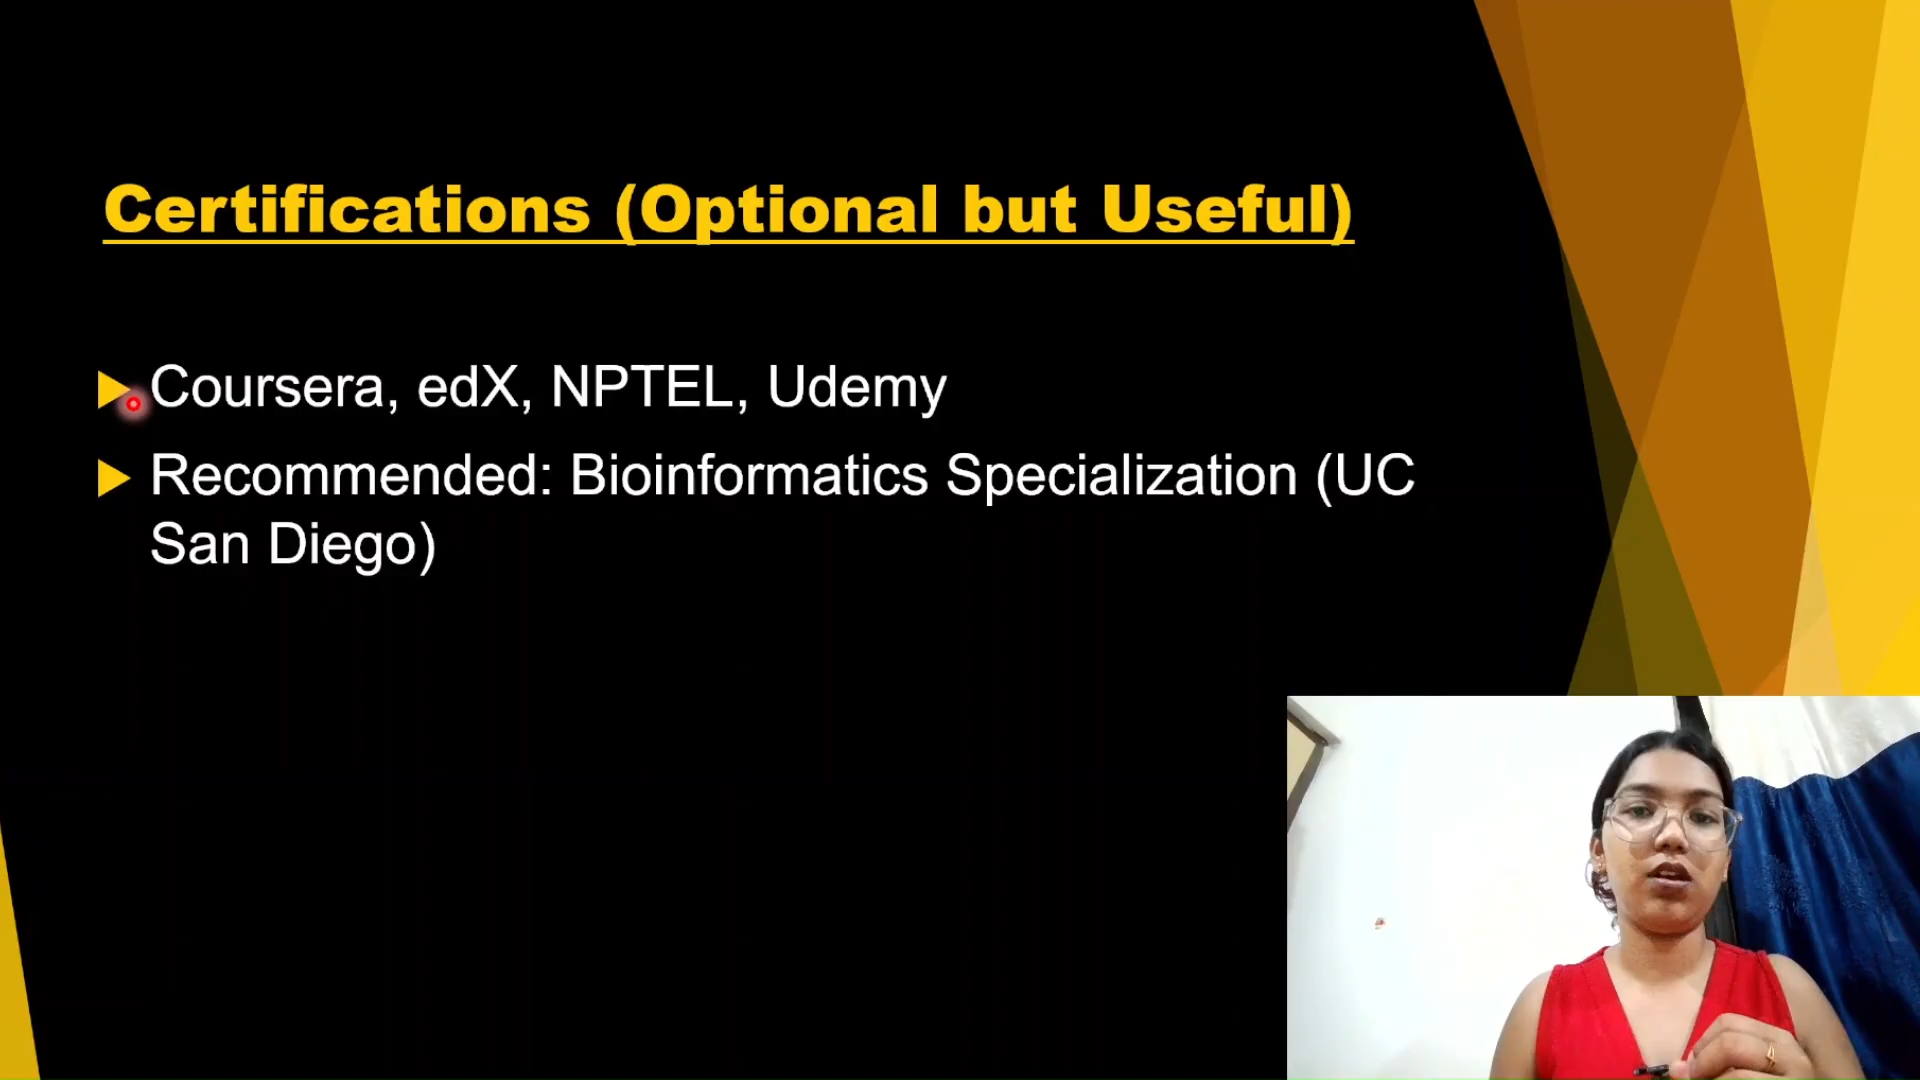 Certifications (Optional but Useful)
Coursera, edX, NPTEL, Udemy
Recommended: Bioinformatics Specialization (UC
San Diego)